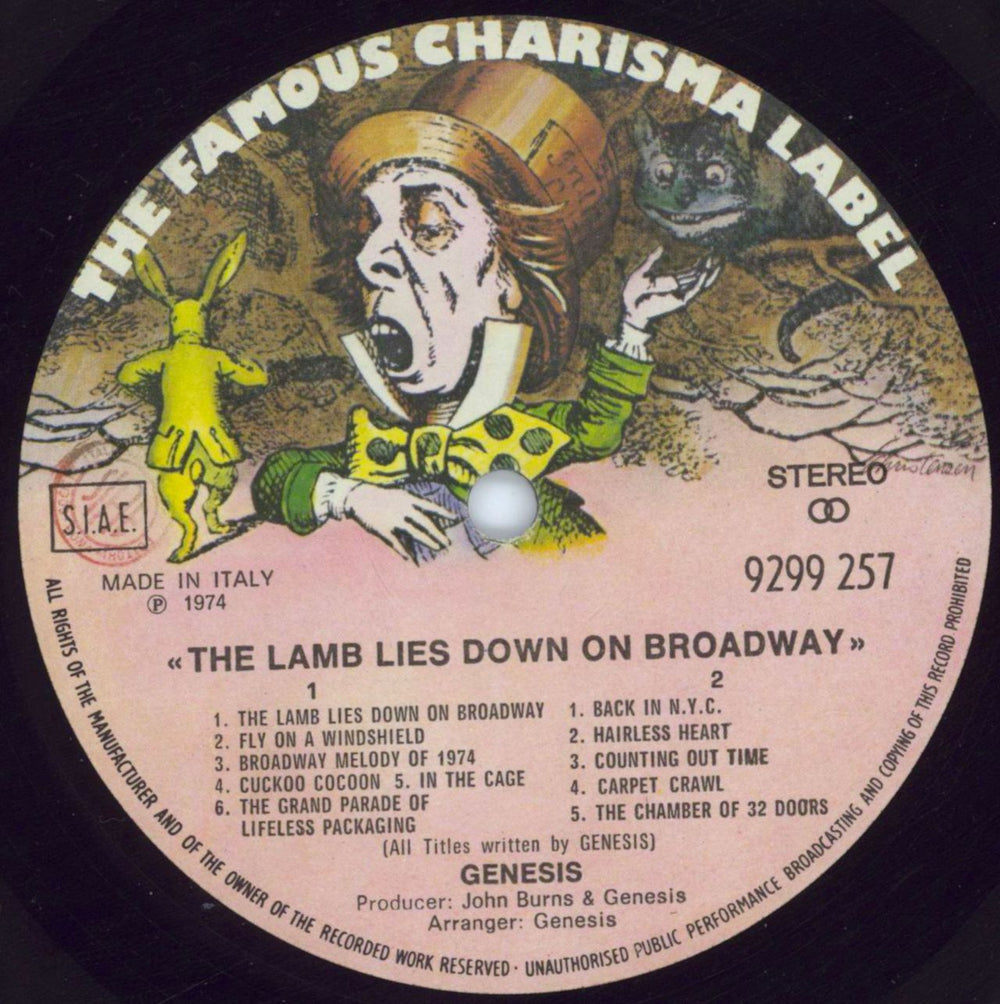 THE FAMOUS CHARISMA LABEL
S.I.A.E.
MADE IN ITALY
℗ 1974
STEREO
9299 257
«THE LAMB LIES DOWN ON BROADWAY»
1
1. THE LAMB LIES DOWN ON BROADWAY
2. FLY ON A WINDSHIELD
3. BROADWAY MELODY OF 1974
4. CUCKOO COCOON 5. IN THE CAGE
6. THE GRAND PARADE OF
LIFELESS PACKAGING
2
1. BACK IN N.Y.C.
2. HAIRLESS HEART
3. COUNTING OUT TIME
4. CARPET CRAWL
5. THE CHAMBER OF 32 DOORS
(All Titles written by GENESIS)
GENESIS
Producer: John Burns & Genesis
Arranger: Genesis
ALL RIGHTS OF THE MANUFACTURER AND OF THE OWNER OF THE RECORDED WORK RESERVED · UNAUTHORISED PUBLIC PERFORMANCE BROADCASTING AND COPYING OF THIS RECORD PROHIBITED